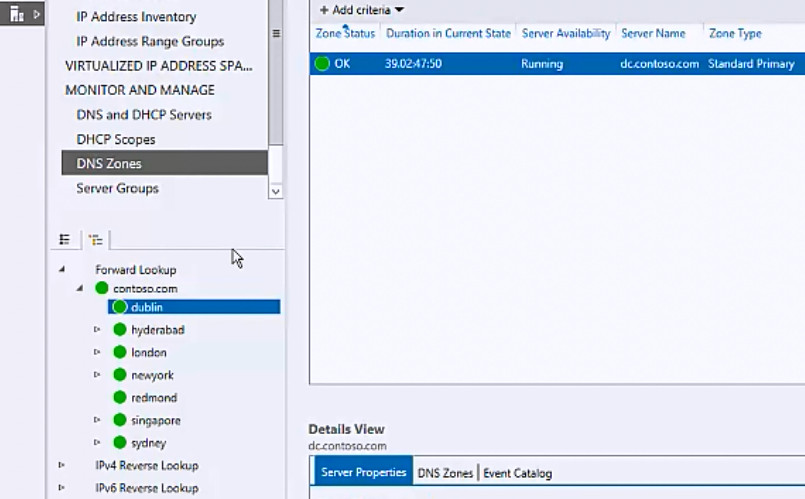 IP Address Inventory
IP Address Range Groups
VIRTUALIZED IP ADDRESS SPA...
MONITOR AND MANAGE
DNS and DHCP Servers
DHCP Scopes
DNS Zones
Server Groups
Forward Lookup
contoso.com
dublin
hyderabad
london
newyork
redmond
singapore
sydney
IPv4 Reverse Lookup
IPv6 Reverse Lookup
+ Add criteria
Zone Status Duration in Current State Server Availability Server Name Zone Type
OK 39.02:47:50 Running dc.contoso.com Standard Primary
Details View
dc.contoso.com
Server Properties DNS Zones Event Catalog